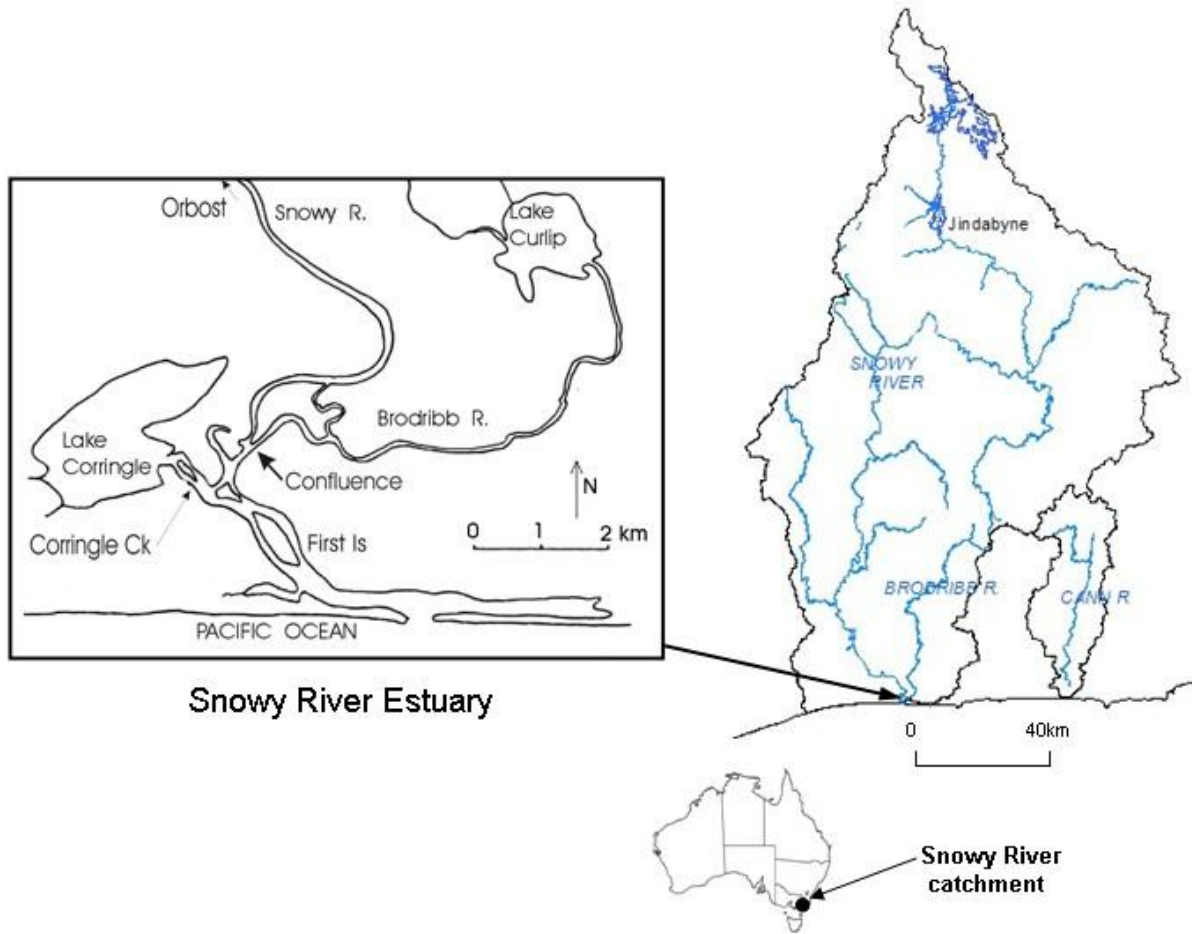 Orbost
Snowy R.
Lake
Curlip
Lake
Corringle
Brodribb R.
Confluence
N
Corringle Ck
First Is
0 1 2 km
PACIFIC OCEAN
Snowy River Estuary
Jindabyne
SNOWY
RIVER
BRODRIBB R.
CANN R.
0 40km
Snowy River
catchment